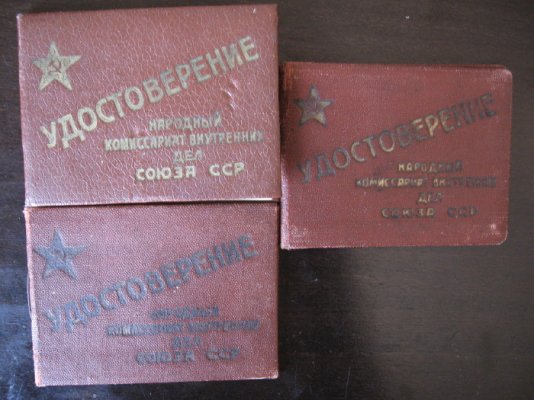 УДОСТОВЕРЕНИЕ
НАРОДНЫЙ
КОМИССАРИАТ ВНУТРЕННИХ
ДЕЛ
СОЮЗА ССР
УДОСТОВЕРЕНИЕ
НАРОДНЫЙ
КОМИССАРИАТ ВНУТРЕННИХ
ДЕЛ
СОЮЗА ССР
УДОСТОВЕРЕНИЕ
НАРОДНЫЙ
КОМИССАРИАТ ВНУТРЕННИХ
ДЕЛ
СОЮЗА ССР